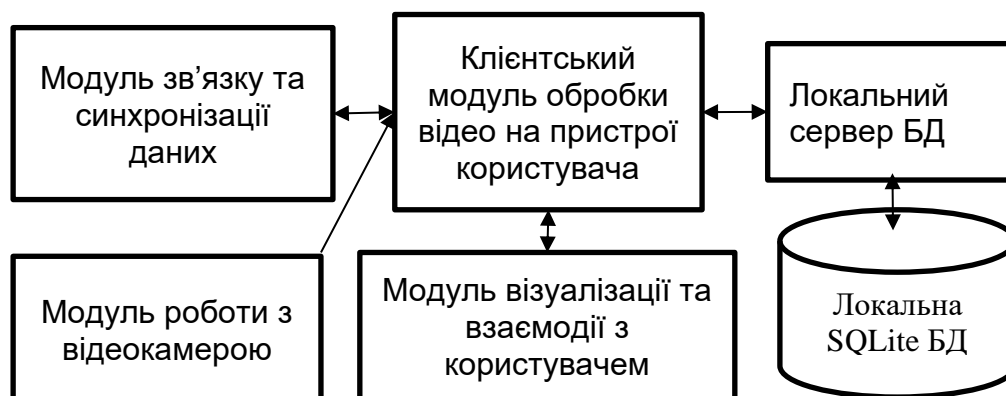 Модуль зв’язку та
синхронізації
даних
Клієнтський
модуль обробки
відео на пристрої
користувача
Локальний
сервер БД
Модуль роботи з
відеокамерою
Модуль візуалізації та
взаємодії з
користувачем
Локальна
SQLite БД